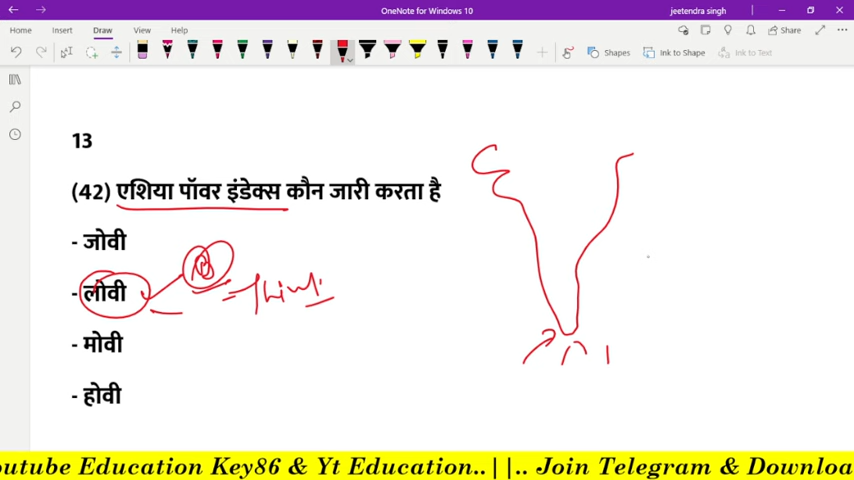 OneNote for Windows 10
jeetendra singh
Home Insert Draw View Help
Share
Shapes Ink to Shape Ink to Text
13
(42) एशिया पॉवर इंडेक्स कौन जारी करता है
- जोवी
- लोवी
- मोवी
- होवी
outube Education Key86 & Yt Education..||.. Join Telegram & Downloa